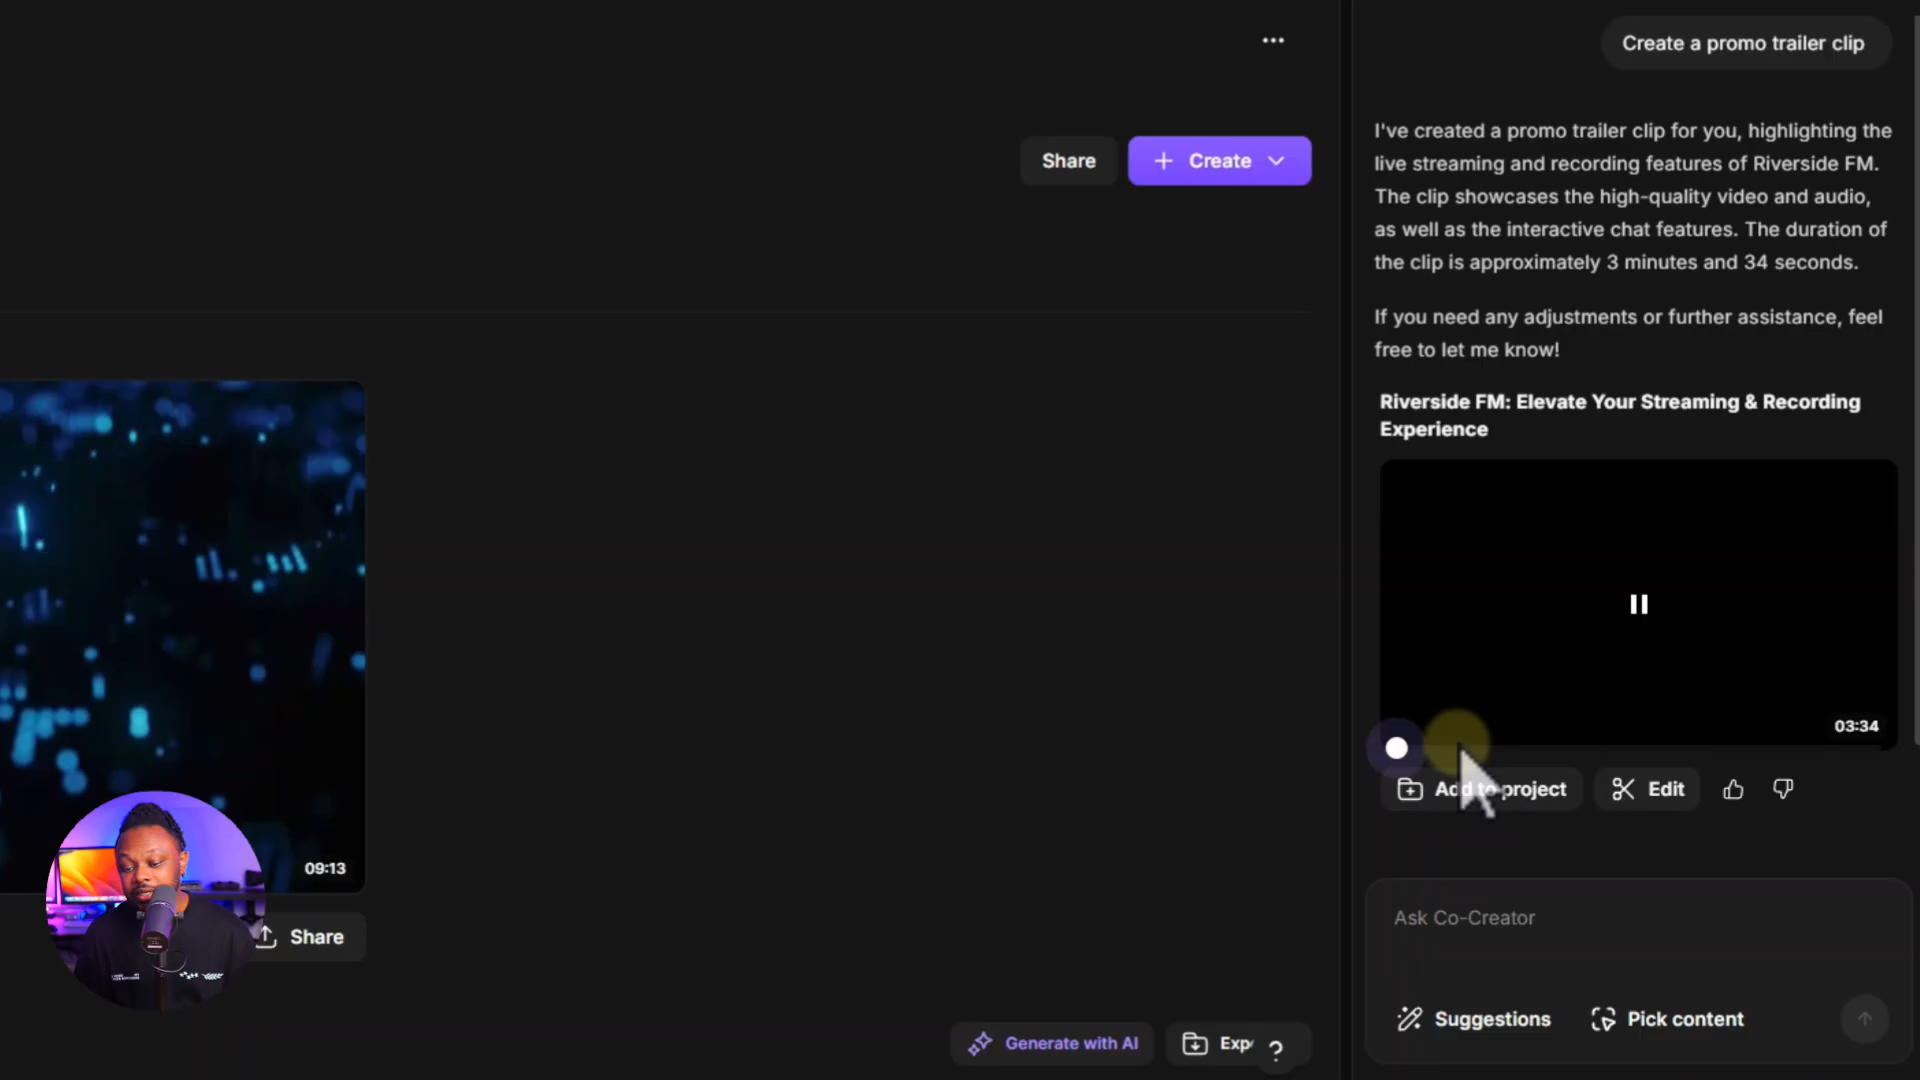 Create a promo trailer clip
Share
Create
I've created a promo trailer clip for you, highlighting the
live streaming and recording features of Riverside FM.
The clip showcases the high-quality video and audio,
as well as the interactive chat features. The duration of
the clip is approximately 3 minutes and 34 seconds.
If you need any adjustments or further assistance, feel
free to let me know!
Riverside FM: Elevate Your Streaming & Recording
Experience
03:34
Add to project
Edit
09:13
Share
Ask Co-Creator
Suggestions
Pick content
Generate with AI
Exp
?